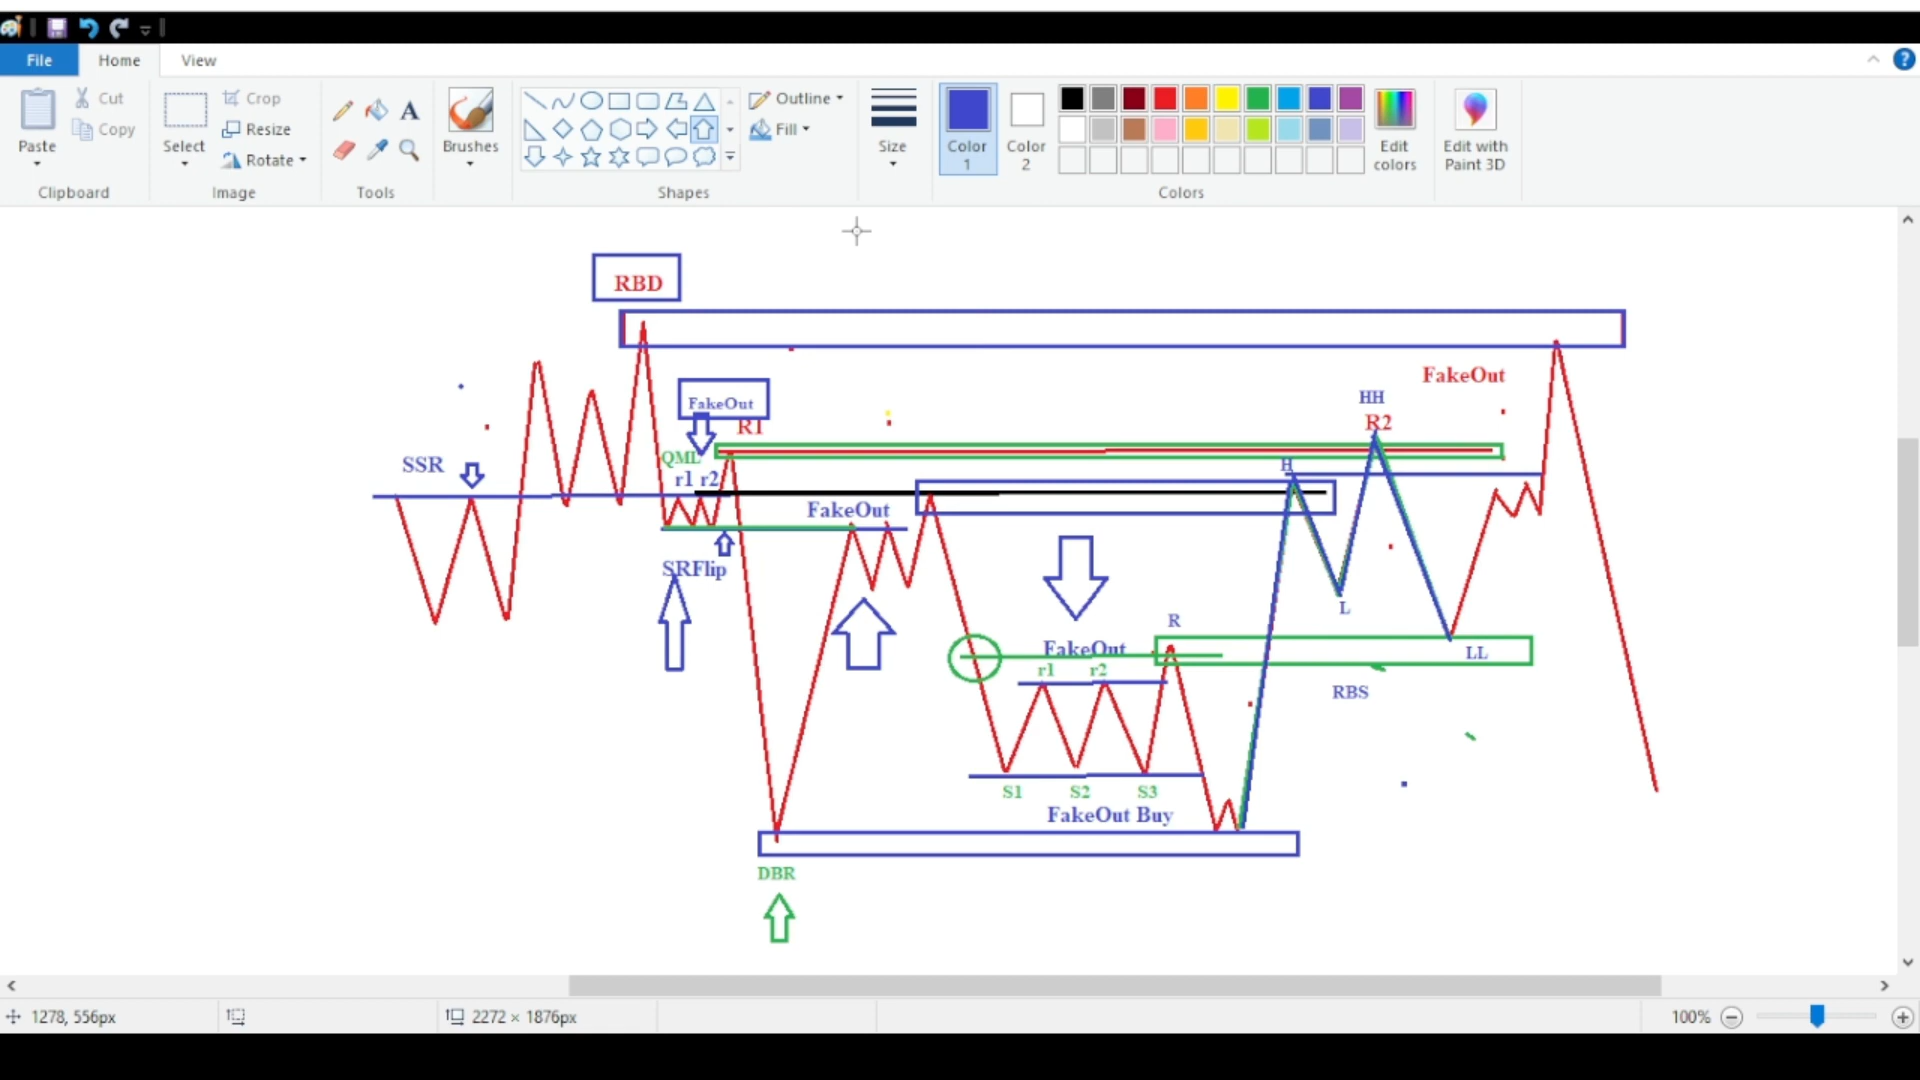 File Home View
Paste
Cut
Copy
Clipboard
Select
Crop
Resize
Rotate
Image
A
Tools
Brushes
Outline
Fill
Shapes
Size
Color 1
Color 2
Colors
Edit colors
Edit with Paint 3D
?
RBD
FakeOut
HH
FakeOut
R1
R2
SSR
QML
H
r1 r2
FakeOut
SRFlip
L
R
FakeOut
LL
r1 r2
RBS
S1 S2 S3
FakeOut Buy
DBR
1278, 556px
2272 × 1876px
100%